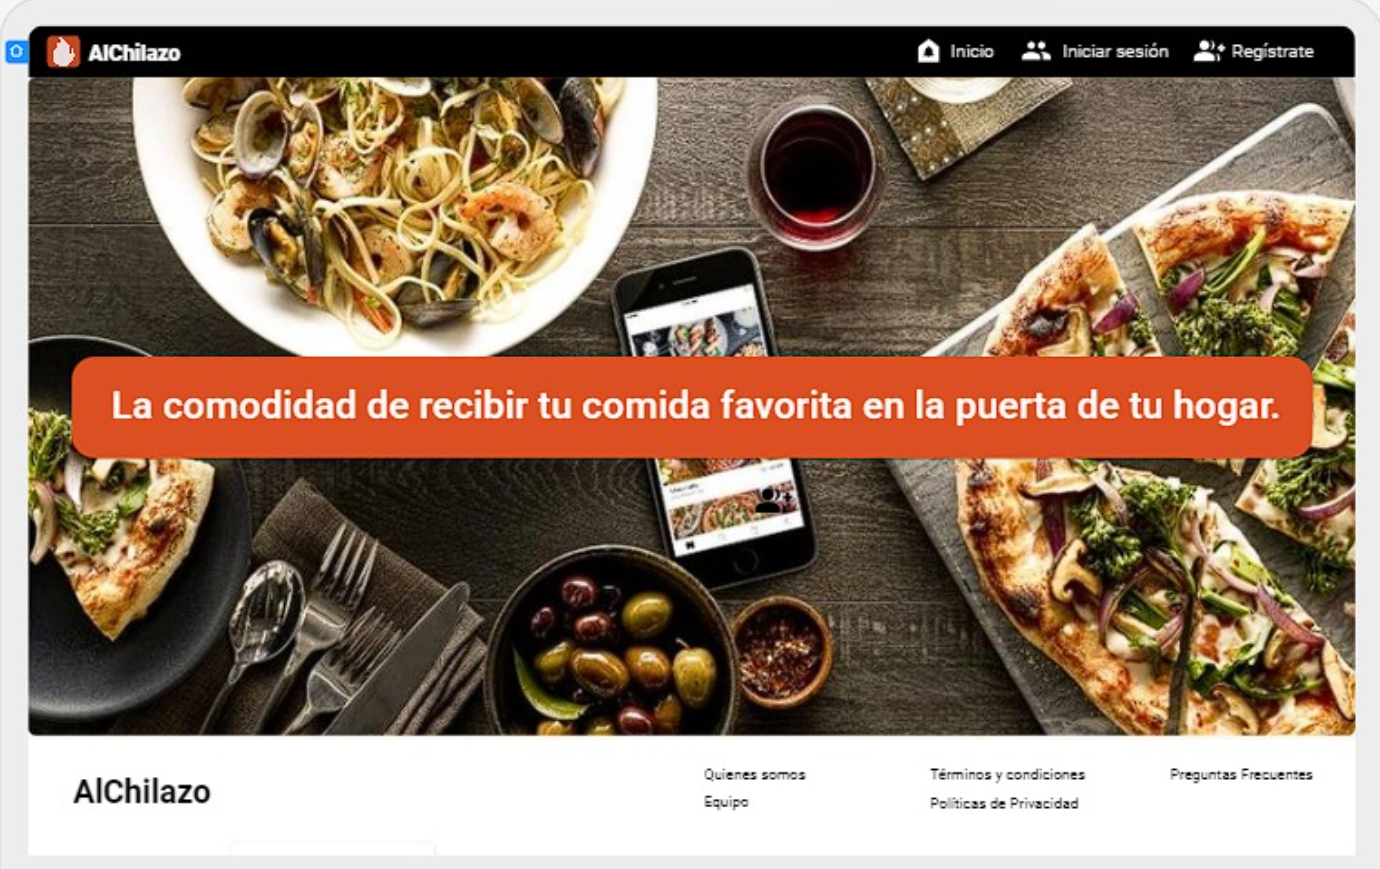 AlChilazo
Inicio
Iniciar sesión
Regístrate
La comodidad de recibir tu comida favorita en la puerta de tu hogar.
AlChilazo
Quienes somos
Equipo
Términos y condiciones
Políticas de Privacidad
Preguntas Frecuentes